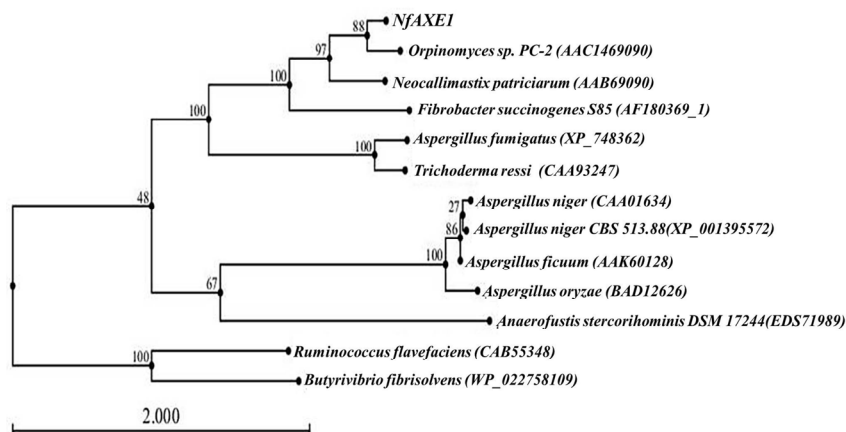 88 NfAXE1
Orpinomyces sp. PC-2 (AAC1469090)
97
Neocallimastix patriciarum (AAB69090)
100
Fibrobacter succinogenes S85 (AF180369_1)
100
Aspergillus fumigatus (XP_748362)
100
Trichoderma ressi (CAA93247)
48
Aspergillus niger (CAA01634)
27
Aspergillus niger CBS 513.88(XP_001395572)
86
Aspergillus ficuum (AAK60128)
100
Aspergillus oryzae (BAD12626)
67
Anaerofustis stercorihominis DSM 17244(EDS71989)
Ruminococcus flavefaciens (CAB55348)
100
Butyrivibrio fibrisolvens (WP_022758109)
2.000